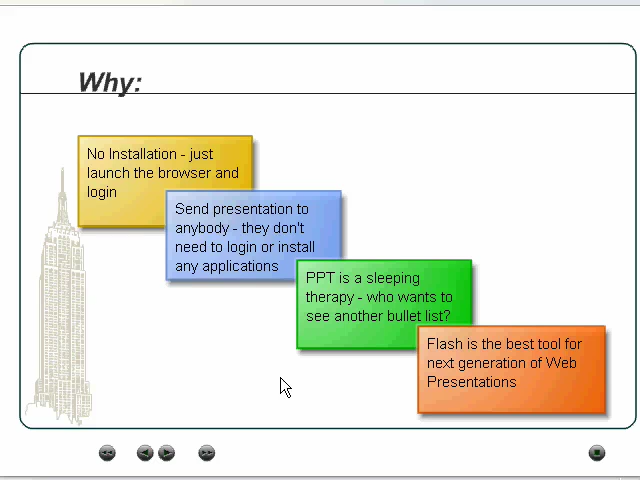 Why:
No Installation - just
launch the browser and
login
Send presentation to
anybody - they don't
need to login or install
any applications
PPT is a sleeping
therapy - who wants to
see another bullet list?
Flash is the best tool for
next generation of Web
Presentations